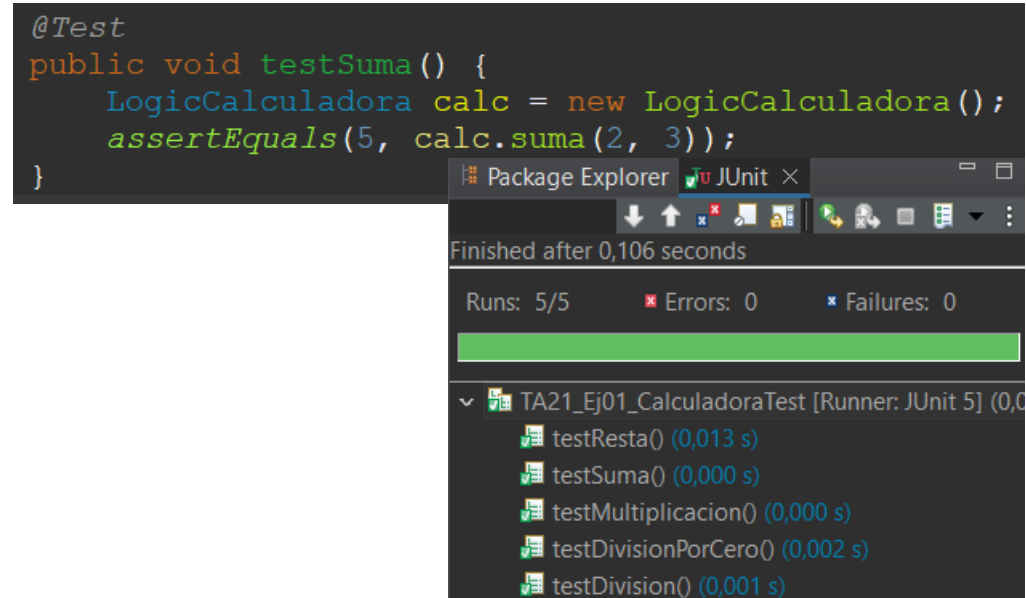 @Test
public void testSuma() {
LogicCalculadora calc = new LogicCalculadora();
assertEquals(5, calc.suma(2, 3));
}
Package Explorer JUnit
Finished after 0,106 seconds
Runs: 5/5 Errors: 0 Failures: 0
TA21_Ej01_CalculadoraTest [Runner: JUnit 5] (0,0
testResta() (0,013 s)
testSuma() (0,000 s)
testMultiplicacion() (0,000 s)
testDivisionPorCero() (0,002 s)
testDivision() (0,001 s)